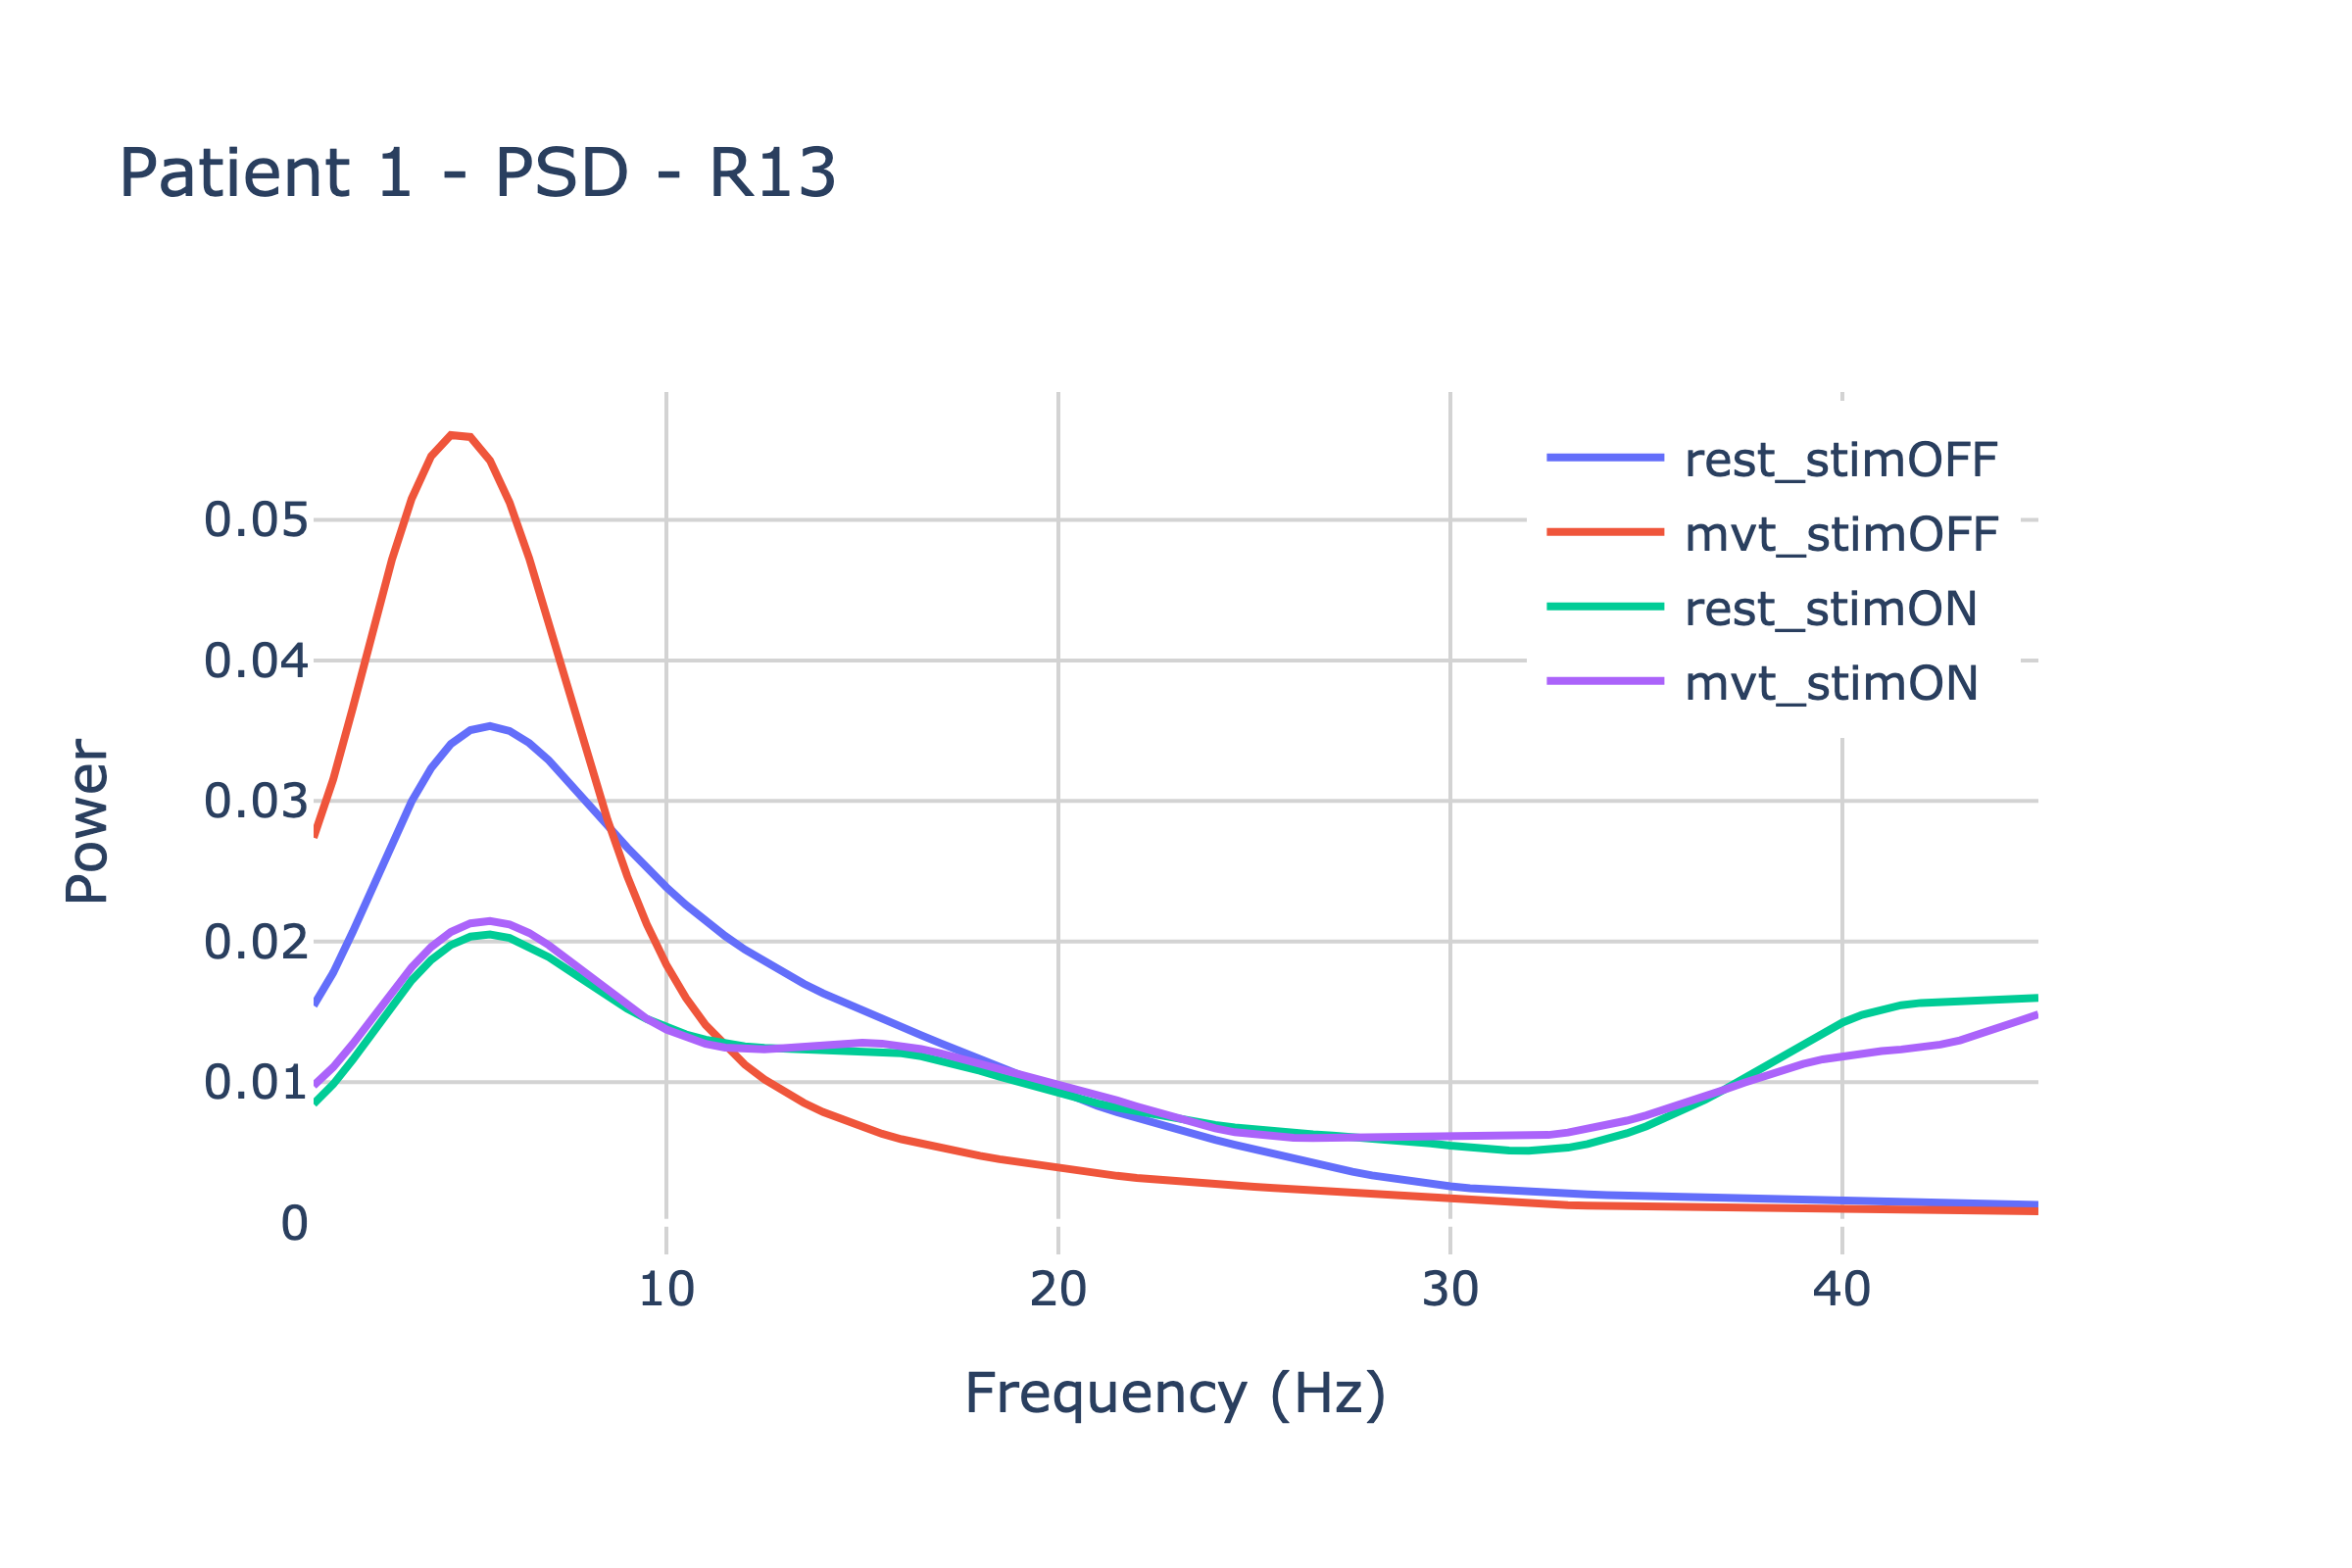 Patient 1 - PSD - R13
rest_stimOFF
mvt_stimOFF
rest_stimON
mvt_stimON
0.05
0.04
0.03
0.02
0.01
0
Power
10
20
30
40
Frequency (Hz)